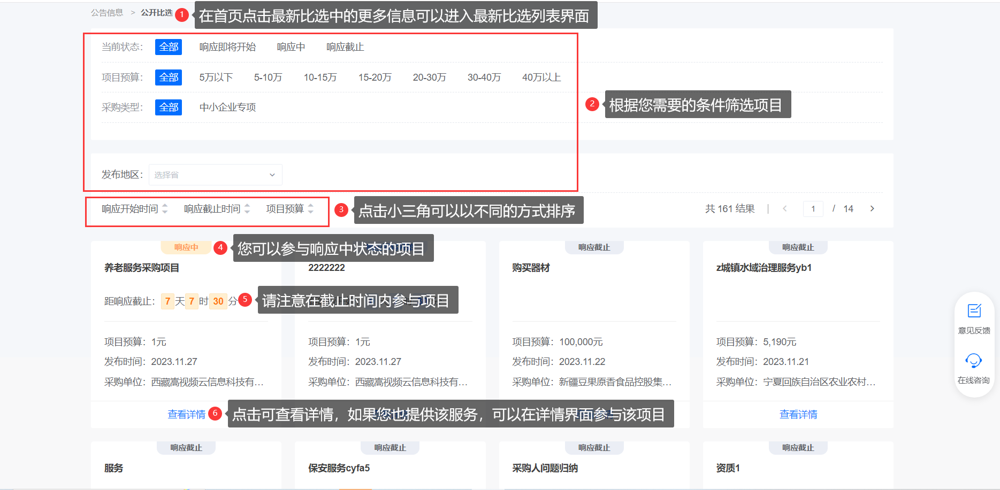 公告信息 > 公开比选 1 在首页点击最新比选中的更多信息可以进入最新比选列表界面
当前状态： 全部 响应即将开始 响应中 响应截止
项目预算： 全部 5万以下 5-10万 10-15万 15-20万 20-30万 30-40万 40万以上
采购类型： 全部 中小企业专项
2 根据您需要的条件筛选项目
发布地区： 选择省
响应开始时间 响应截止时间 项目预算 3 点击小三角可以以不同的方式排序 共 161 结果 | < 1 / 14 >
响应中 4 您可以参与响应中状态的项目 响应截止 响应截止
养老服务采购项目 2222222 购买器材 z城镇水域治理服务yb1
距响应截止： 7 天 7 时 30 分 5 请注意在截止时间内参与项目
项目预算：1元 项目预算：1元 项目预算：100,000元 项目预算：5,190元
发布时间：2023.11.27 发布时间：2023.11.27 发布时间：2023.11.22 发布时间：2023.11.21
采购单位：西藏嵩视频云信息科技有... 采购单位：西藏嵩视频云信息科技有... 采购单位：新疆豆果原香食品控股集... 采购单位：宁夏回族自治区农业农村...
查看详情 6 点击可查看详情，如果您也提供该服务，可以在详情界面参与该项目 查看详情
响应截止 响应截止 响应截止 响应截止
服务 保安服务cyfa5 采购人问题归纳 资质1
意见反馈
在线咨询